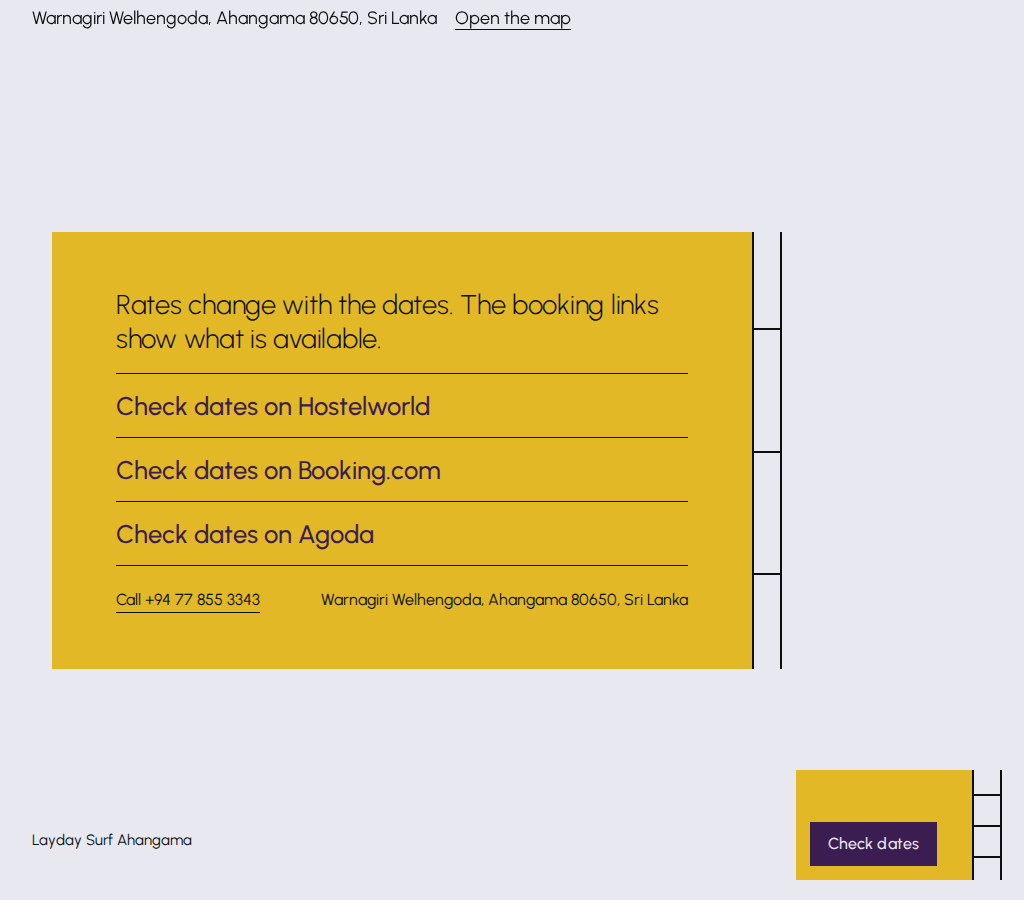 Warnagiri Welhengoda, Ahangama 80650, Sri Lanka Open the map
Rates change with the dates. The booking links
show what is available.
Check dates on Hostelworld
Check dates on Booking.com
Check dates on Agoda
Call +94 77 855 3343 Warnagiri Welhengoda, Ahangama 80650, Sri Lanka
Layday Surf Ahangama
Check dates